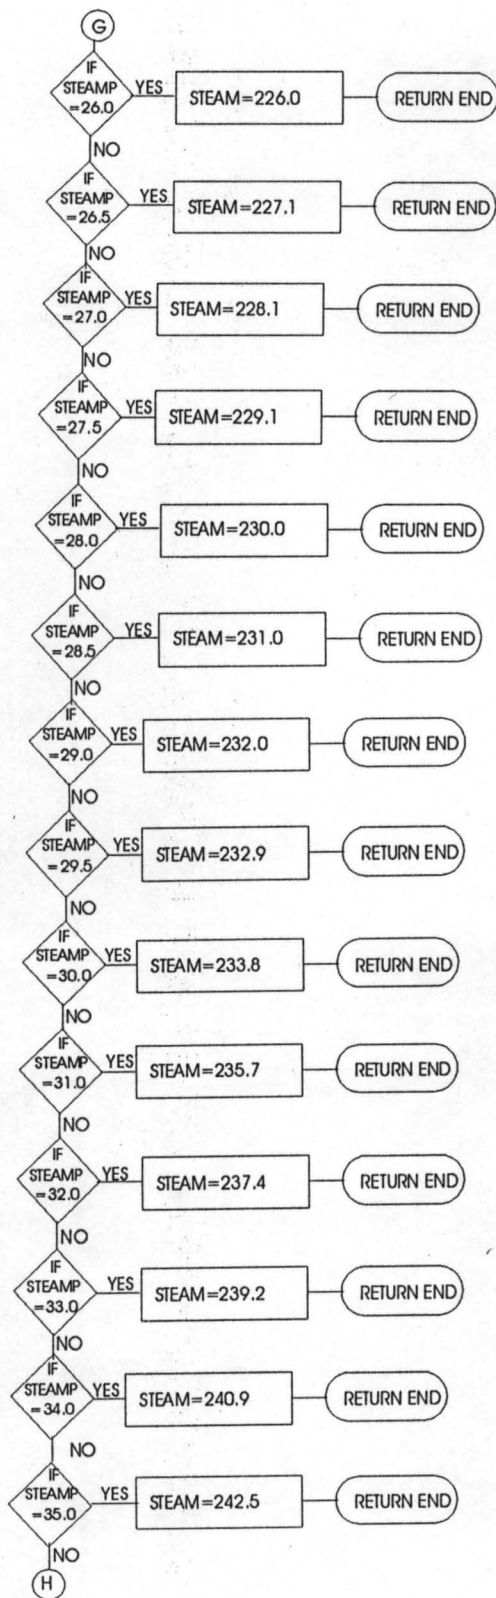 G
IF
STEAMP
=26.0
YES
STEAM=226.0
RETURN END
NO
IF
STEAMP
=26.5
YES
STEAM=227.1
RETURN END
NO
IF
STEAMP
=27.0
YES
STEAM=228.1
RETURN END
NO
IF
STEAMP
=27.5
YES
STEAM=229.1
RETURN END
NO
IF
STEAMP
=28.0
YES
STEAM=230.0
RETURN END
NO
IF
STEAMP
=28.5
YES
STEAM=231.0
RETURN END
NO
IF
STEAMP
=29.0
YES
STEAM=232.0
RETURN END
NO
IF
STEAMP
=29.5
YES
STEAM=232.9
RETURN END
NO
IF
STEAMP
=30.0
YES
STEAM=233.8
RETURN END
NO
IF
STEAMP
=31.0
YES
STEAM=235.7
RETURN END
NO
IF
STEAMP
=32.0
YES
STEAM=237.4
RETURN END
NO
IF
STEAMP
=33.0
YES
STEAM=239.2
RETURN END
NO
IF
STEAMP
=34.0
YES
STEAM=240.9
RETURN END
NO
IF
STEAMP
=35.0
YES
STEAM=242.5
RETURN END
NO
H